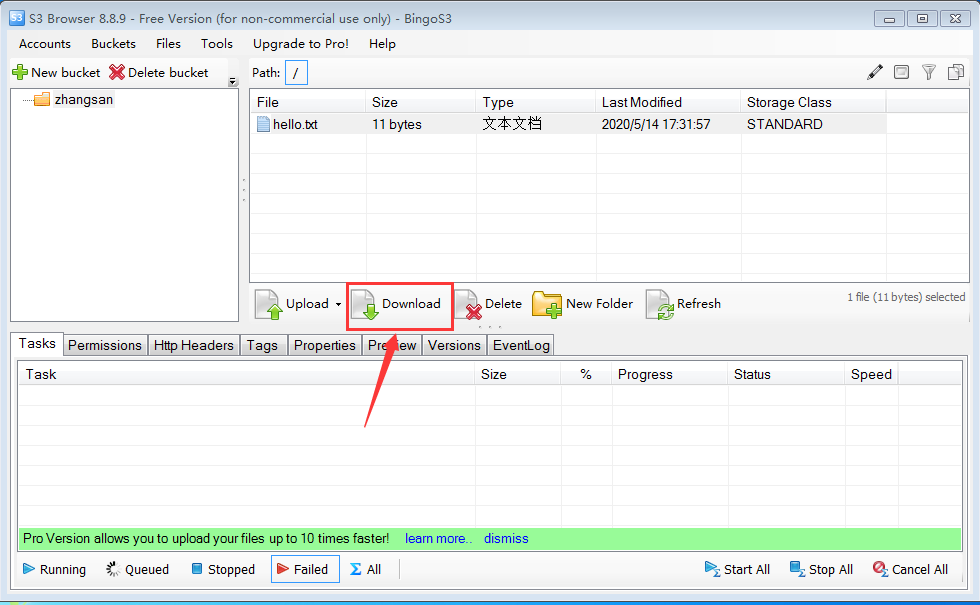 S3 Browser 8.8.9 - Free Version (for non-commercial use only) - BingoS3
Accounts Buckets Files Tools Upgrade to Pro! Help
New bucket Delete bucket Path: /
zhangsan
File Size Type Last Modified Storage Class
hello.txt 11 bytes 文本文档 2020/5/14 17:31:57 STANDARD
Upload Download Delete New Folder Refresh 1 file (11 bytes) selected
Tasks Permissions Http Headers Tags Properties Preview Versions EventLog
Task Size % Progress Status Speed
Pro Version allows you to upload your files up to 10 times faster! learn more.. dismiss
Running Queued Stopped Failed All Start All Stop All Cancel All